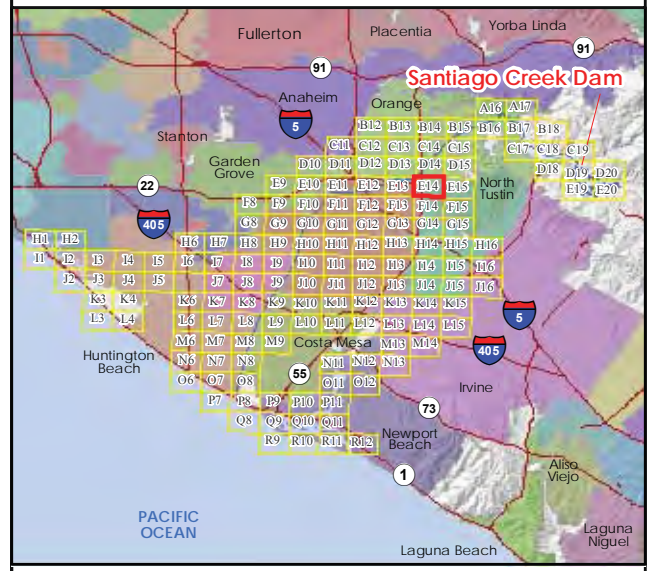 Fullerton
Placentia
Yorba Linda
91
91
Santiago Creek Dam
Anaheim
Orange
A16 A17
5
B12 B13 B14 B15 B16 B17 B18
Stanton
C11 C12 C13 C14 C15 C17 C18 C19
Garden
Grove
D10 D11 D12 D13 D14 D15 D18 D19 D20
22
E9 E10 E11 E12 E13 E14 E15 E19 E20
North
Tustin
F8 F9 F10 F11 F12 F13 F14 F15
405
G8 G9 G10 G11 G12 G13 G14 G15
H1 H2 H6 H7 H8 H9 H10 H11 H12 H13 H14 H15 H16
I1 I2 I3 I4 I5 I6 I7 I8 I9 I10 I11 I12 I13 I14 I15 I16
J2 J3 J4 J5 J7 J8 J9 J10 J11 J12 J13 J14 J15 J16
K3 K4 K6 K7 K8 K9 K10 K11 K12 K13 K14 K15
5
L3 L4 L6 L7 L8 L9 L10 L11 L12 L13 L14 L15
405
M6 M7 M8 M9 Costa Mesa M13 M14
Huntington
Beach
N6 N7 N8 N11 N12 N13
55
O6 O7 O8 O11 O12
Irvine
P7 P8 P9 P10 P11
73
Q8 Q9 Q10 Q11
Newport
Beach
R9 R10 R11 R12
1
Aliso
Viejo
PACIFIC
OCEAN
Laguna
Niguel
Laguna Beach